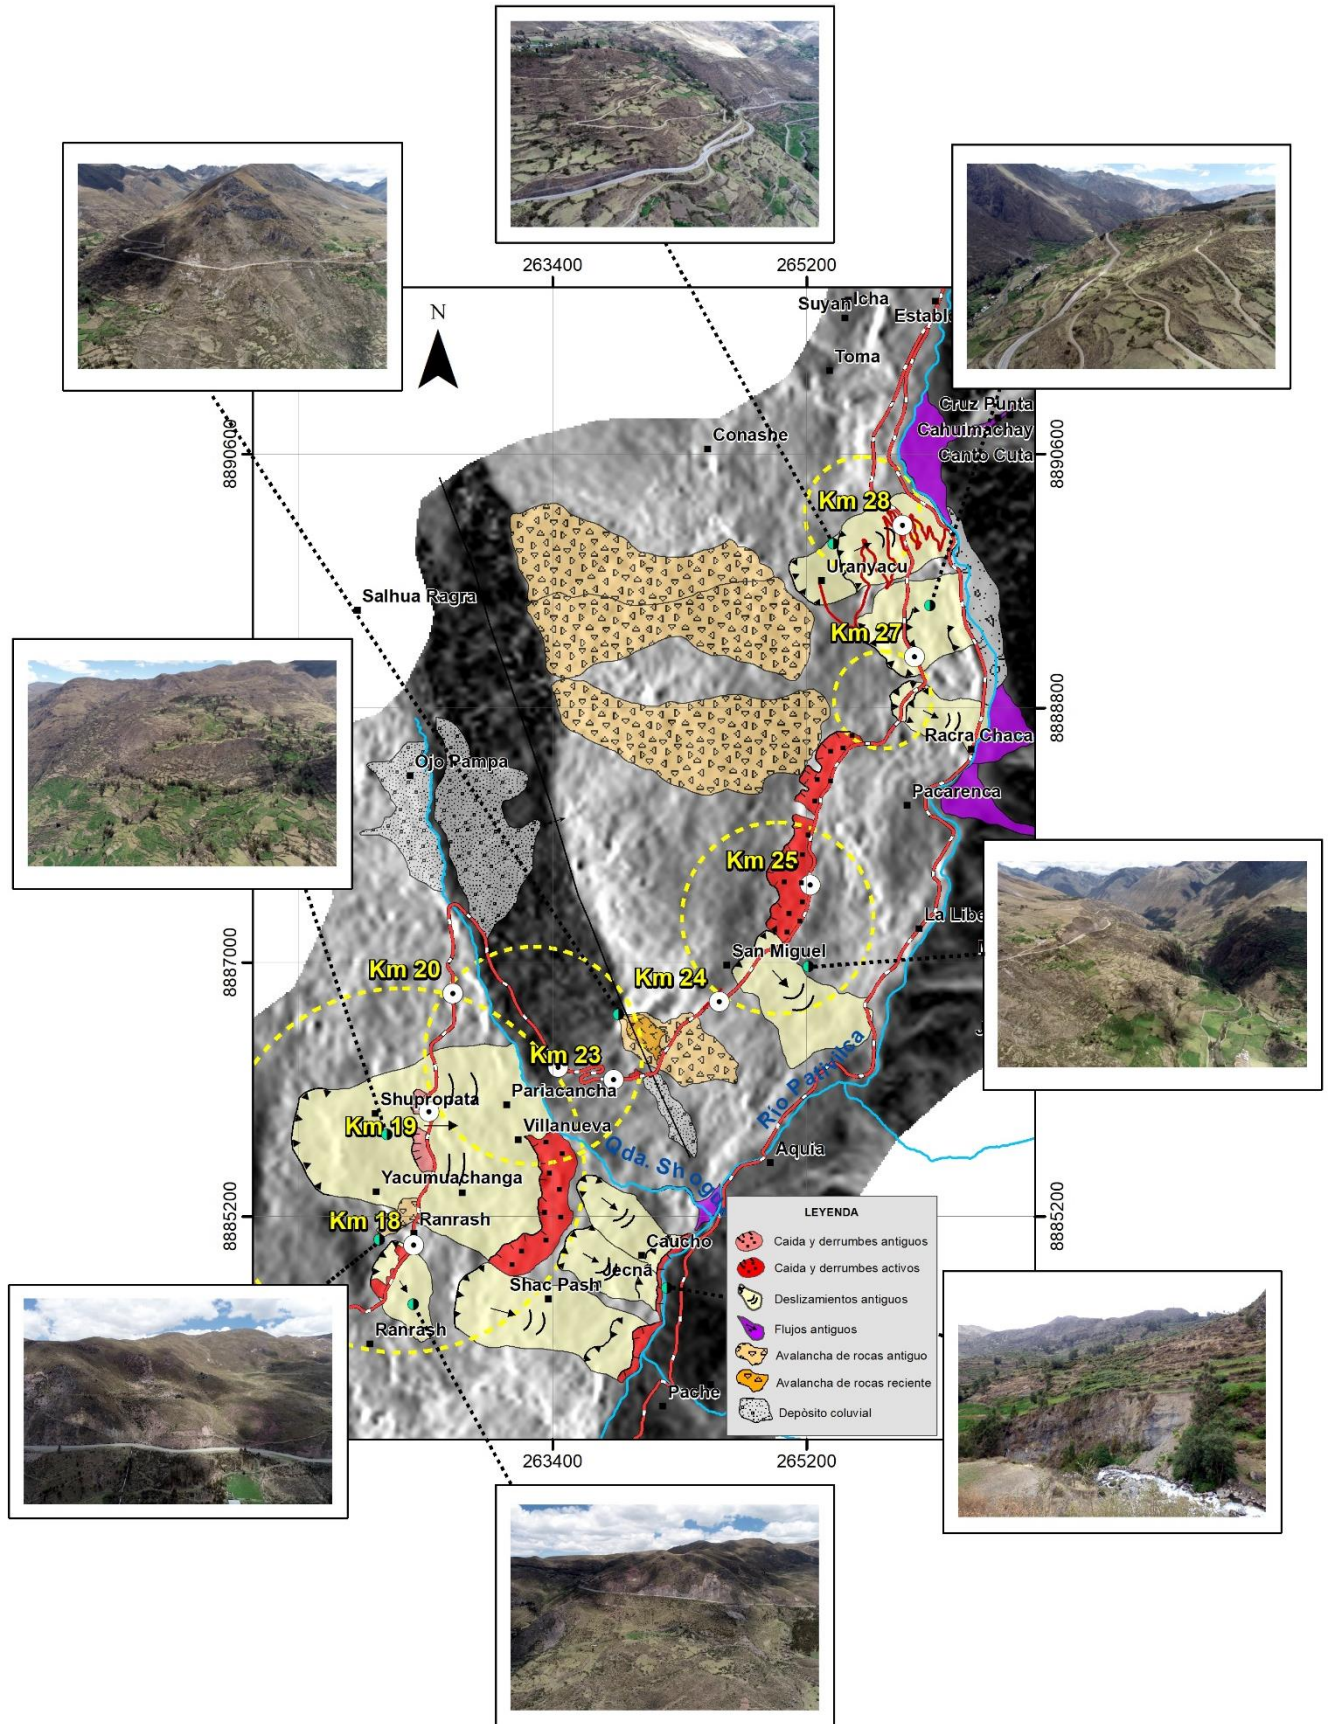 263400
265200
N
Suyan
Icha
Establ
Toma
Cruz Punta
Cahuimachay
Canto Cuta
Conashe
8890600
8890600
Km 28
Uranyacu
Salhua Ragra
Km 27
8888800
8888800
Racra Chaca
Ojo Pampa
Pacarenca
Km 25
La Libe
San Miguel
8887000
8887000
Km 20
Km 24
Km 23
Río Pativilca
Pariacancha
Shupropata
Km 19
Villanueva
Aquia
Qda. Shog
Yacumuachanga
8885200
8885200
Km 18
Ranrash
Caucho
Jecna
Shac Pash
Ranrash
Pache
LEYENDA
Caida y derrumbes antiguos
Caida y derrumbes activos
Deslizamientos antiguos
Flujos antiguos
Avalancha de rocas antiguo
Avalancha de rocas reciente
Depòsito coluvial
263400
265200